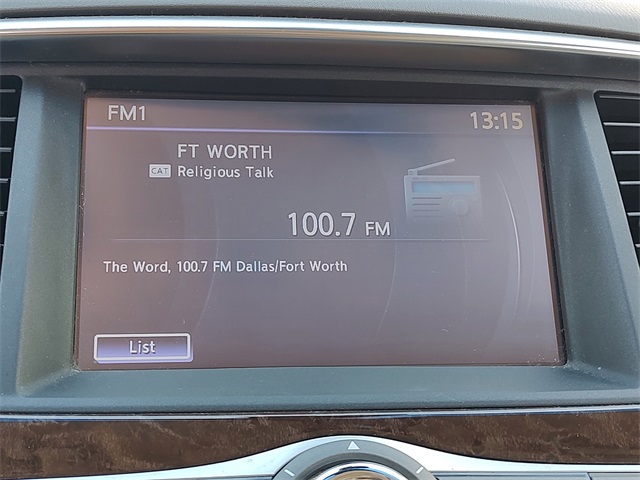 FM1
13:15
FT WORTH
CAT Religious Talk
100.7 FM
The Word, 100.7 FM Dallas/Fort Worth
List